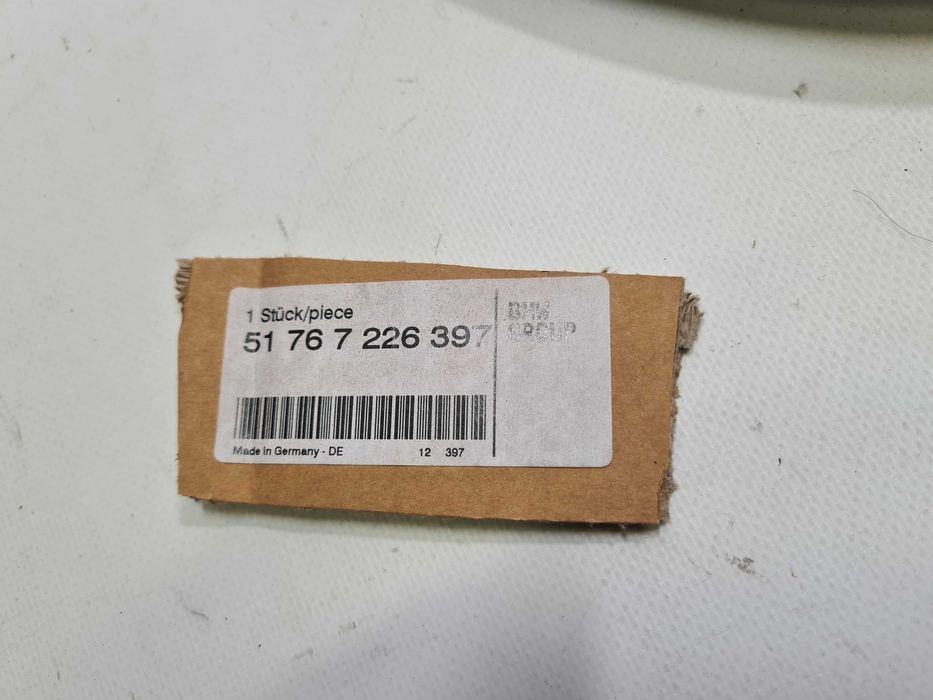 1 Stück/piece
51 76 7 226 397
Made in Germany - DE 12 397
BMW
GROUP